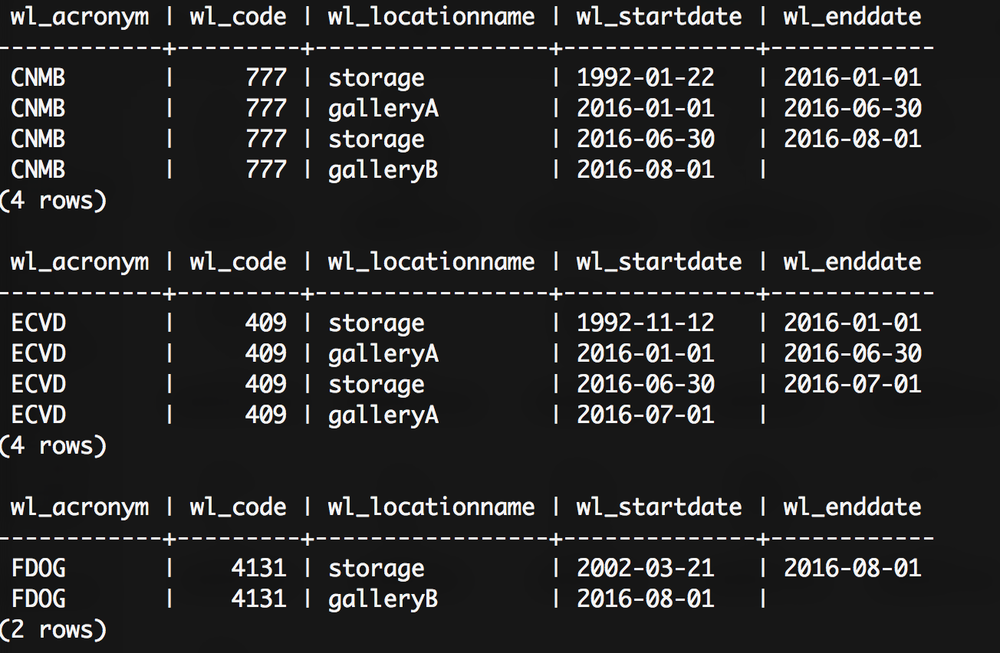 wl_acronym | wl_code | wl_locationname | wl_startdate | wl_enddate
------------+---------+-----------------+--------------+------------
 CNMB       |     777 | storage         | 1992-01-22   | 2016-01-01
 CNMB       |     777 | galleryA        | 2016-01-01   | 2016-06-30
 CNMB       |     777 | storage         | 2016-06-30   | 2016-08-01
 CNMB       |     777 | galleryB        | 2016-08-01   |
(4 rows)

 wl_acronym | wl_code | wl_locationname | wl_startdate | wl_enddate
------------+---------+-----------------+--------------+------------
 ECVD       |     409 | storage         | 1992-11-12   | 2016-01-01
 ECVD       |     409 | galleryA        | 2016-01-01   | 2016-06-30
 ECVD       |     409 | storage         | 2016-06-30   | 2016-07-01
 ECVD       |     409 | galleryA        | 2016-07-01   |
(4 rows)

 wl_acronym | wl_code | wl_locationname | wl_startdate | wl_enddate
------------+---------+-----------------+--------------+------------
 FDOG       |    4131 | storage         | 2002-03-21   | 2016-08-01
 FDOG       |    4131 | galleryB        | 2016-08-01   |
(2 rows)